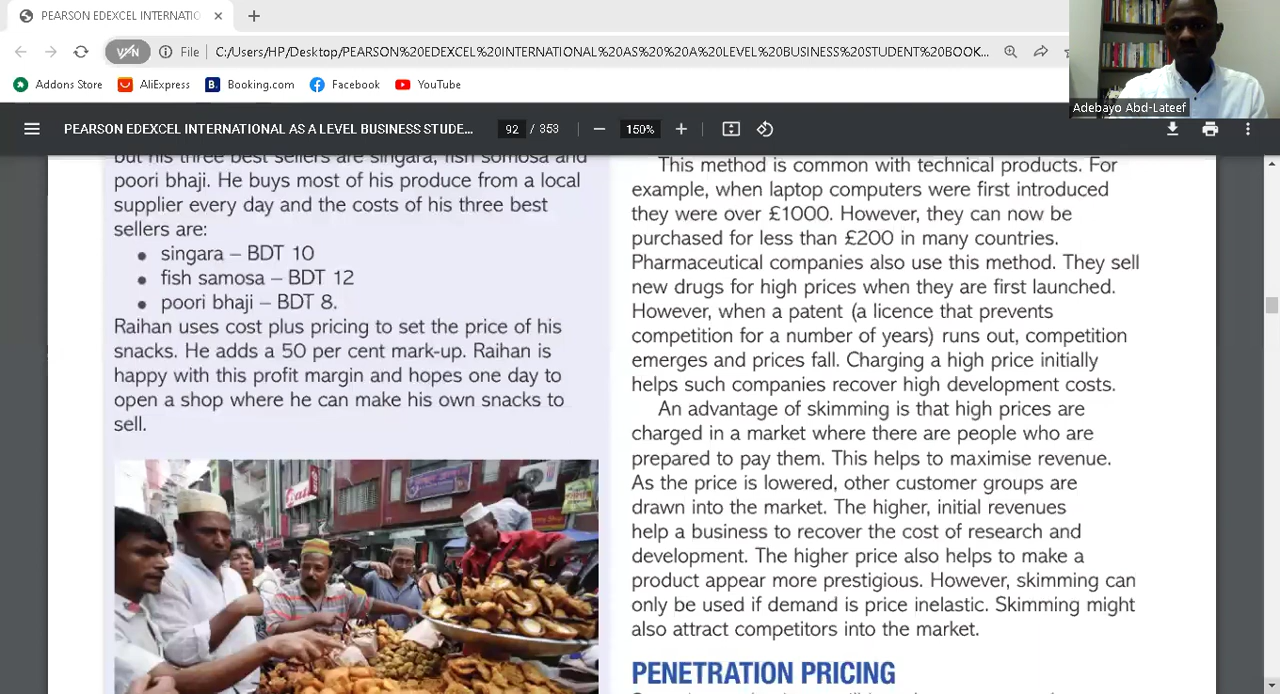 PEARSON EDEXCEL INTERNATIO
VPN
File
C:/Users/HP/Desktop/PEARSON%20EDEXCEL%20INTERNATIONAL%20AS%20%20A%20LEVEL%20BUSINESS%20STUDENT%20BOOK...
Addons Store
AliExpress
Booking.com
Facebook
YouTube
Adebayo Abd-Lateef
PEARSON EDEXCEL INTERNATIONAL AS A LEVEL BUSINESS STUDE...
92 / 353
150%
but his three best sellers are singara, fish somosa and
poori bhaji. He buys most of his produce from a local
supplier every day and the costs of his three best
sellers are:
• singara – BDT 10
• fish samosa – BDT 12
• poori bhaji – BDT 8.
Raihan uses cost plus pricing to set the price of his
snacks. He adds a 50 per cent mark-up. Raihan is
happy with this profit margin and hopes one day to
open a shop where he can make his own snacks to
sell.
This method is common with technical products. For
example, when laptop computers were first introduced
they were over £1000. However, they can now be
purchased for less than £200 in many countries.
Pharmaceutical companies also use this method. They sell
new drugs for high prices when they are first launched.
However, when a patent (a licence that prevents
competition for a number of years) runs out, competition
emerges and prices fall. Charging a high price initially
helps such companies recover high development costs.
An advantage of skimming is that high prices are
charged in a market where there are people who are
prepared to pay them. This helps to maximise revenue.
As the price is lowered, other customer groups are
drawn into the market. The higher, initial revenues
help a business to recover the cost of research and
development. The higher price also helps to make a
product appear more prestigious. However, skimming can
only be used if demand is price inelastic. Skimming might
also attract competitors into the market.
PENETRATION PRICING